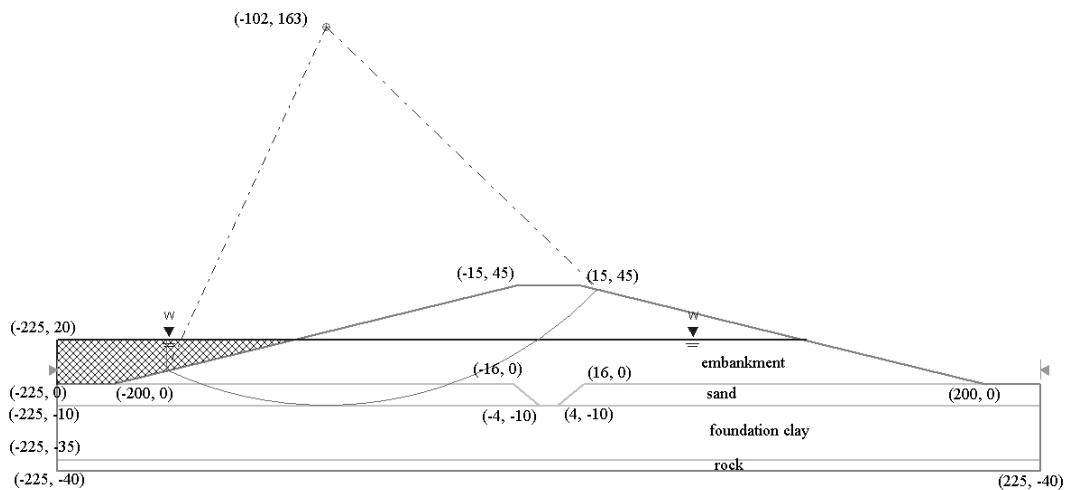 (-102, 163)
(-15, 45)
(15, 45)
W
W
(-225, 20)
embankment
(-16, 0)
(16, 0)
(-225, 0)
(-200, 0)
sand
(200, 0)
(-225, -10)
(-4, -10)
(4, -10)
foundation clay
(-225, -35)
rock
(-225, -40)
(225, -40)